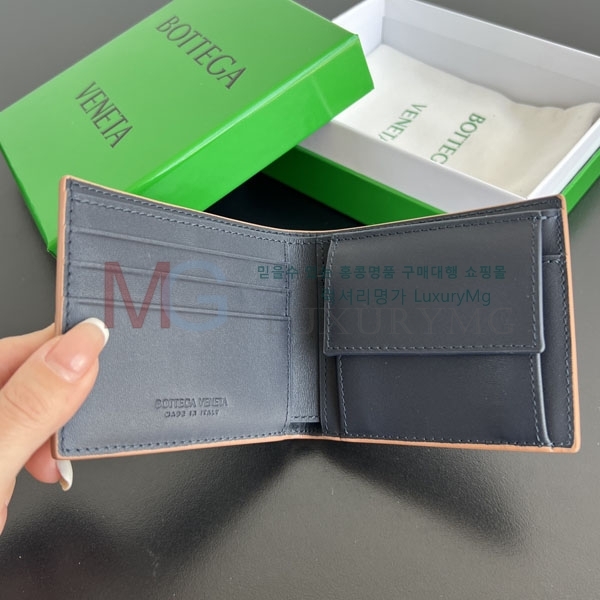 BOTTEGA
VENETA
BOTTEGA
VENETA
MG
믿을수 있는 홍콩명품 구매대행 쇼핑몰
럭셔리명가 LuxuryMg
LUXURYMG
BOTTEGA VENETA
MADE IN ITALY